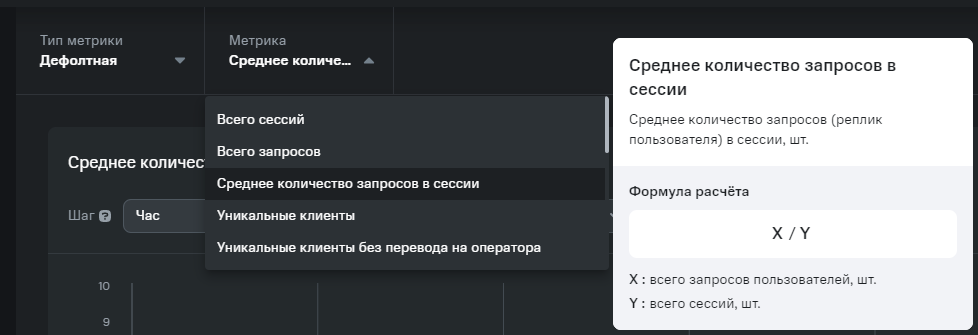 Тип метрики
Дефолтная
Метрика
Среднее количе...
Всего сессий
Всего запросов
Среднее количество запросов в сессии
Уникальные клиенты
Уникальные клиенты без перевода на оператора
Среднее количес
Шаг ?
Час
10
9
Среднее количество запросов в
сессии
Среднее количество запросов (реплик
пользователя) в сессии, шт.
Формула расчёта
X / Y
X : всего запросов пользователей, шт.
Y : всего сессий, шт.